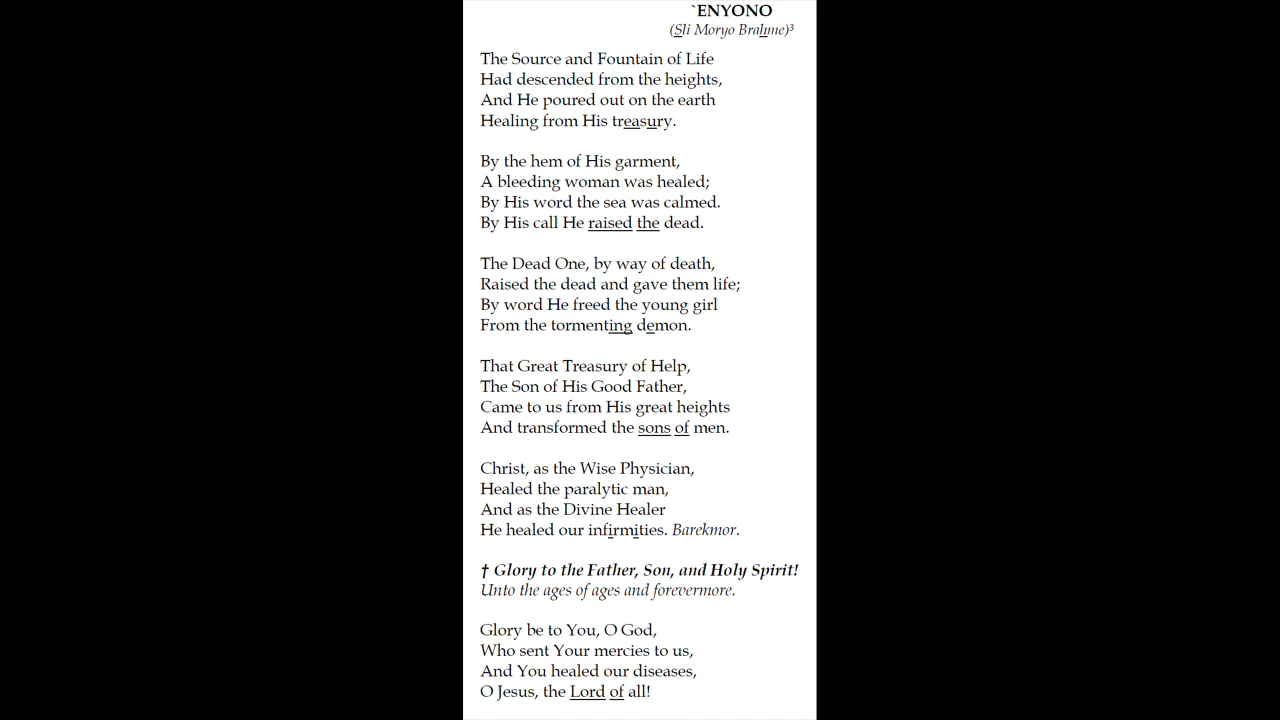 `ENYONO
(Sli Moryo Brahme)³
The Source and Fountain of Life
Had descended from the heights,
And He poured out on the earth
Healing from His treasury.
By the hem of His garment,
A bleeding woman was healed;
By His word the sea was calmed.
By His call He raised the dead.
The Dead One, by way of death,
Raised the dead and gave them life;
By word He freed the young girl
From the tormenting demon.
That Great Treasury of Help,
The Son of His Good Father,
Came to us from His great heights
And transformed the sons of men.
Christ, as the Wise Physician,
Healed the paralytic man,
And as the Divine Healer
He healed our infirmities. Barekmor.
† Glory to the Father, Son, and Holy Spirit!
Unto the ages of ages and forevermore.
Glory be to You, O God,
Who sent Your mercies to us,
And You healed our diseases,
O Jesus, the Lord of all!